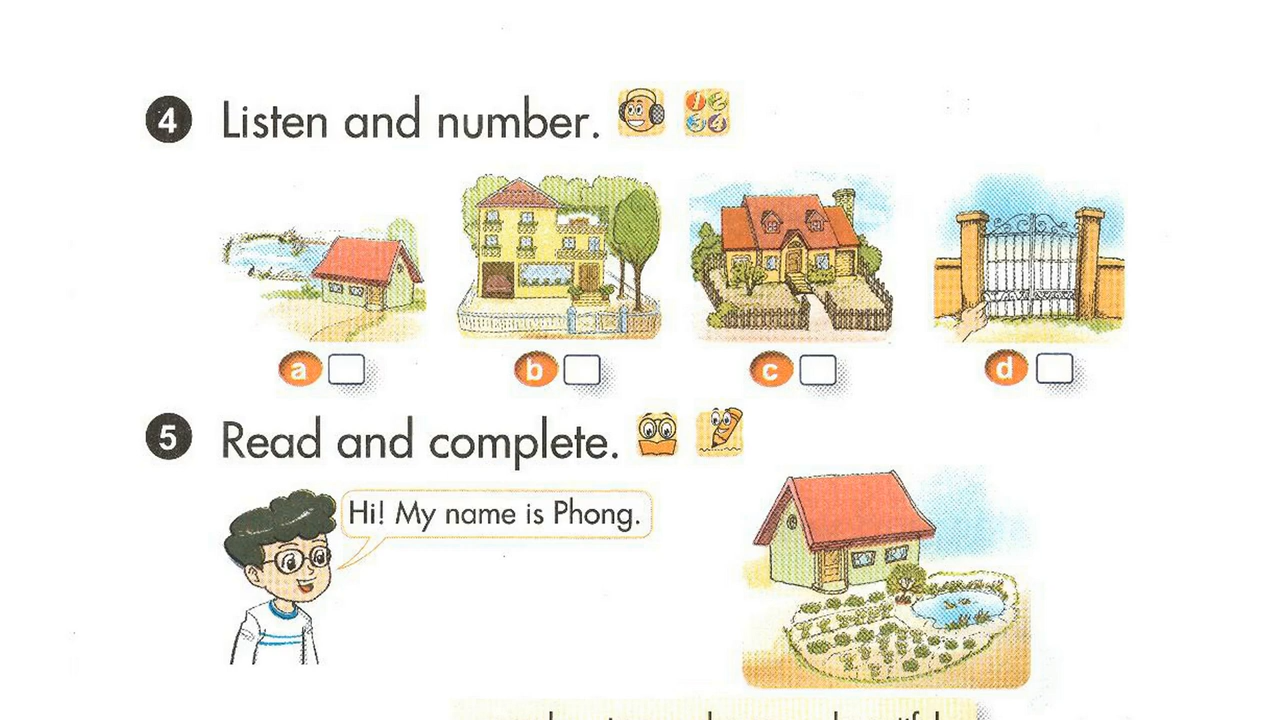 4 Listen and number.
a b c d
5 Read and complete.
Hi! My name is Phong.